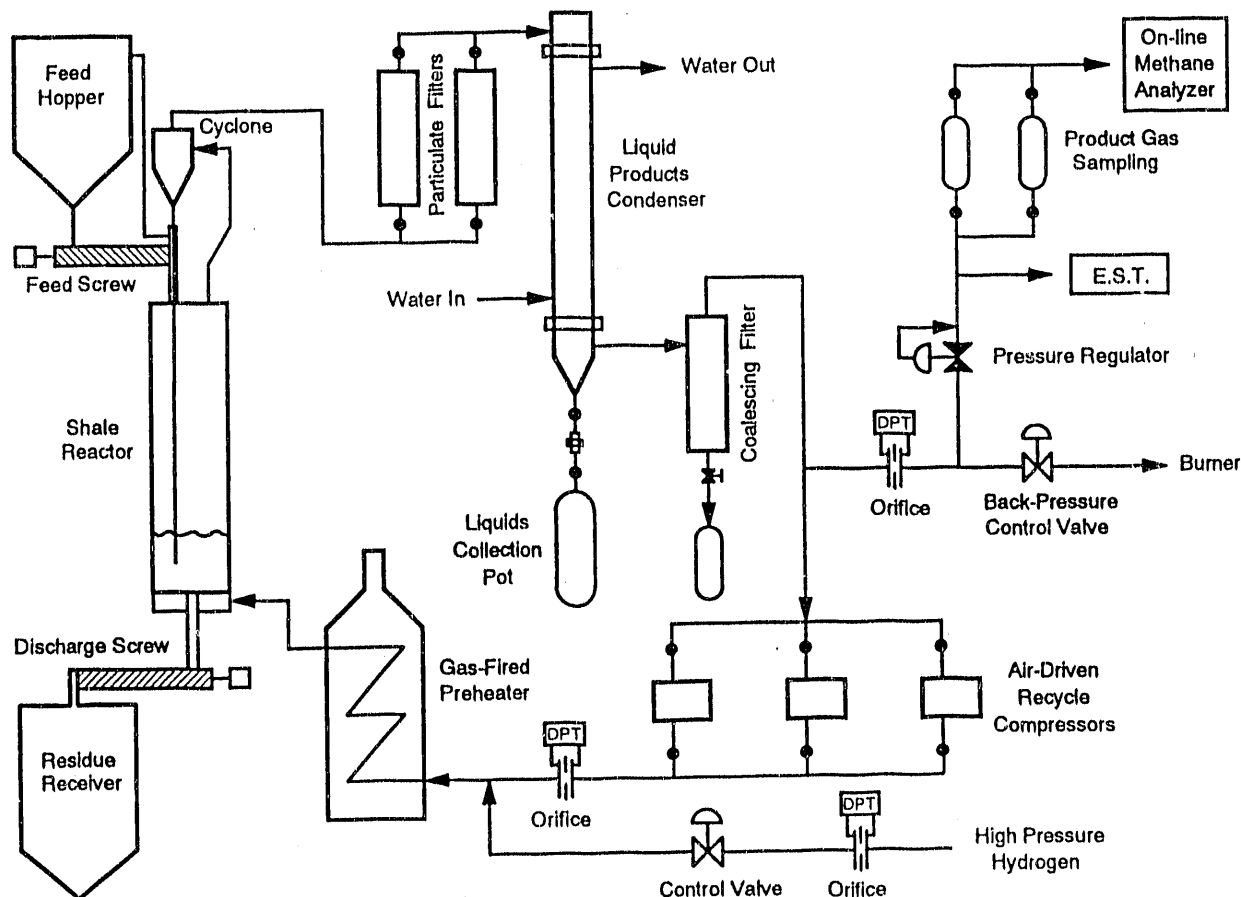 Feed
Hopper
Cyclone
Particulate Filters
Water Out
Liquid
Products
Condenser
On-line
Methane
Analyzer
Product Gas
Sampling
Feed Screw
Water In
E.S.T.
Coalescing Filter
Pressure Regulator
Shale
Reactor
DPT
Orifice
Burner
Back-Pressure
Control Valve
Liquids
Collection
Pot
Discharge Screw
Gas-Fired
Preheater
Air-Driven
Recycle
Compressors
Residue
Receiver
DPT
Orifice
DPT
High Pressure
Hydrogen
Control Valve
Orifice